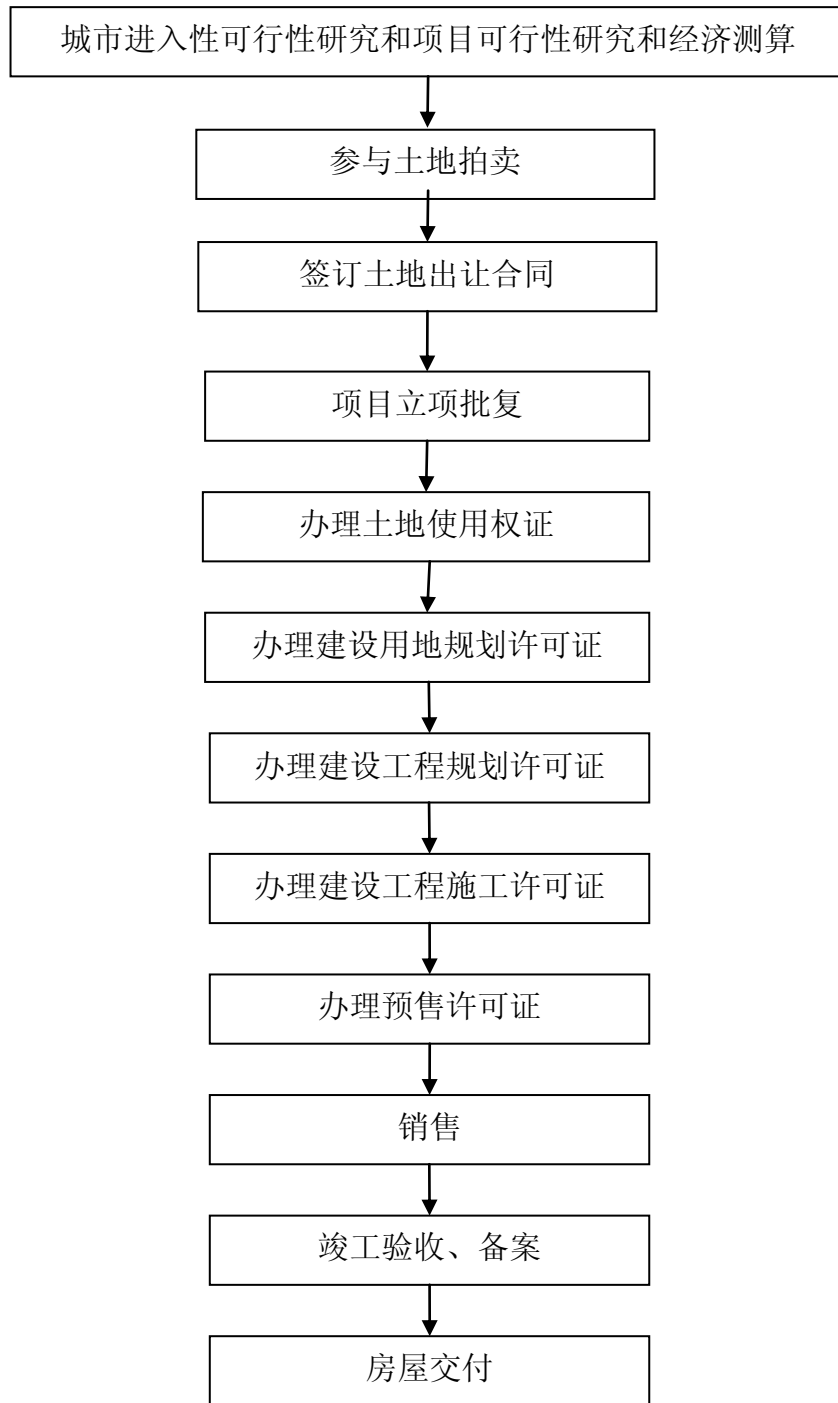 城市进入性可行性研究和项目可行性研究和经济测算
参与土地拍卖
签订土地出让合同
项目立项批复
办理土地使用权证
办理建设用地规划许可证
办理建设工程规划许可证
办理建设工程施工许可证
办理预售许可证
销售
竣工验收、备案
房屋交付